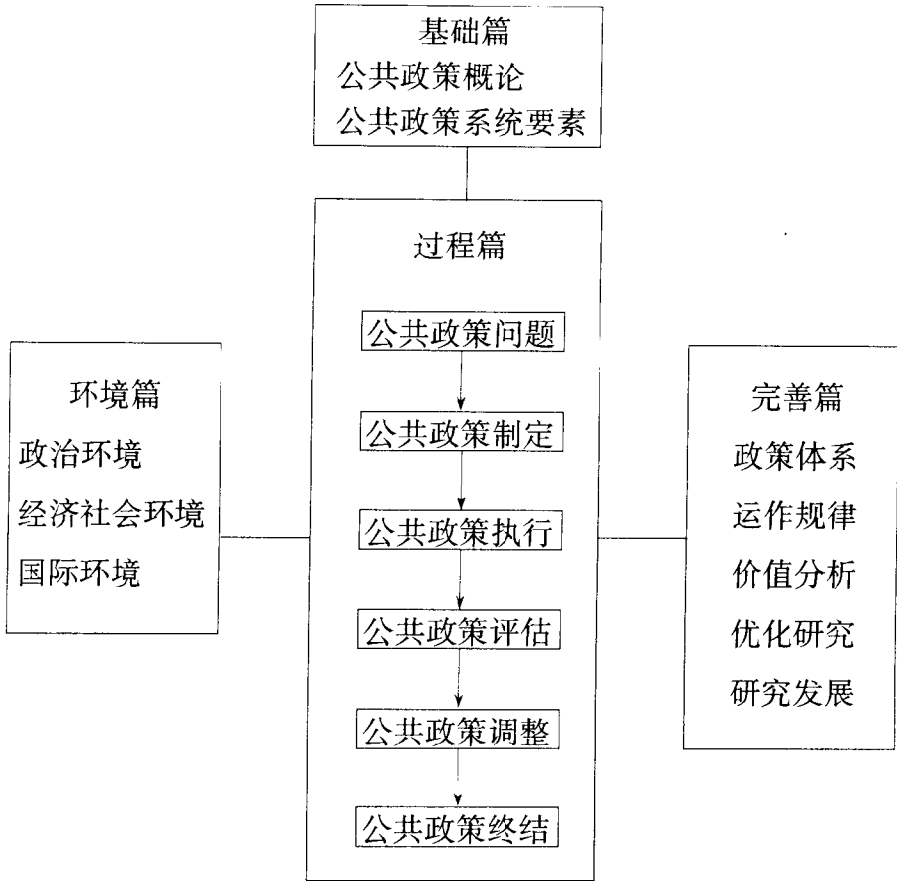 基础篇
公共政策概论
公共政策系统要素
过程篇
公共政策问题
公共政策制定
公共政策执行
公共政策评估
公共政策调整
公共政策终结
环境篇
政治环境
经济社会环境
国际环境
完善篇
政策体系
运作规律
价值分析
优化研究
研究发展